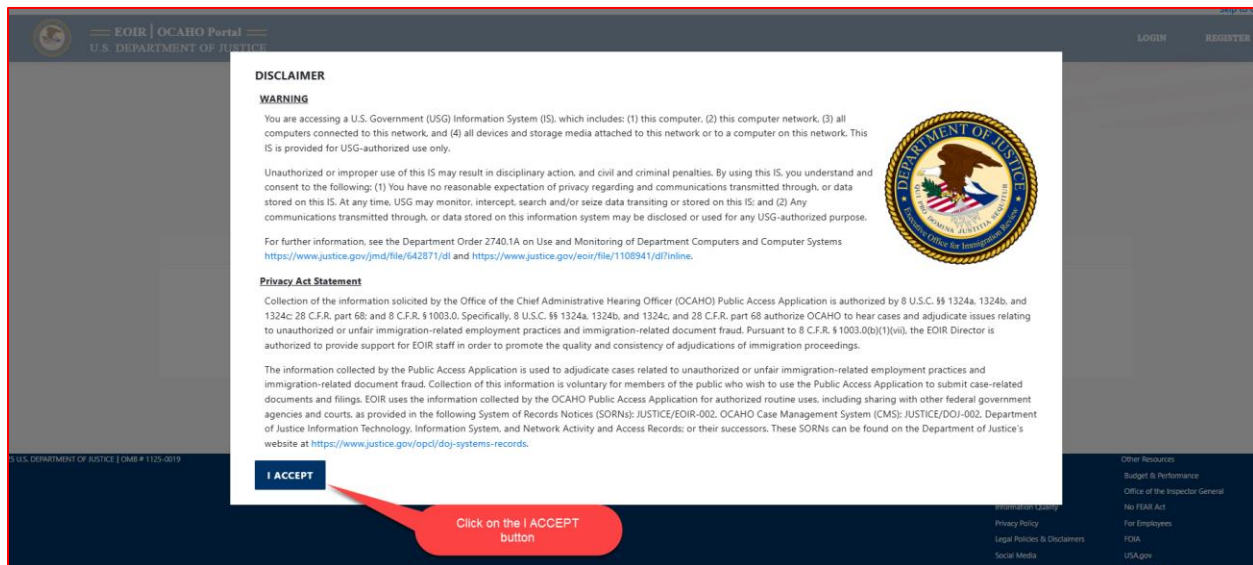 Skip to
EOIR | OCAHO Portal
U.S. DEPARTMENT OF JUSTICE
LOGIN REGISTER
DISCLAIMER
WARNING
You are accessing a U.S. Government (USG) Information System (IS), which includes: (1) this computer, (2) this computer network, (3) all
computers connected to this network, and (4) all devices and storage media attached to this network or to a computer on this network. This
IS is provided for USG-authorized use only.
Unauthorized or improper use of this IS may result in disciplinary action, and civil and criminal penalties. By using this IS, you understand and
consent to the following: (1) You have no reasonable expectation of privacy regarding and communications transmitted through, or data
stored on this IS. At any time, USG may monitor, intercept, search and/or seize data transiting or stored on this IS; and (2) Any
communications transmitted through, or data stored on this information system may be disclosed or used for any USG-authorized purpose.
For further information, see the Department Order 2740.1A on Use and Monitoring of Department Computers and Computer Systems
https://www.justice.gov/jmd/file/642871/dl and https://www.justice.gov/eoir/file/1108941/dl?inline.
DEPARTMENT OF JUSTICE
QUI PRO DOMINA JUSTITIA SEQUITUR
Executive Office for Immigration Review
Privacy Act Statement
Collection of the information solicited by the Office of the Chief Administrative Hearing Officer (OCAHO) Public Access Application is authorized by 8 U.S.C. §§ 1324a, 1324b, and
1324c; 28 C.F.R. part 68; and 8 C.F.R. § 1003.0. Specifically, 8 U.S.C. §§ 1324a, 1324b, and 1324c, and 28 C.F.R. part 68 authorize OCAHO to hear cases and adjudicate issues relating
to unauthorized or unfair immigration-related employment practices and immigration-related document fraud. Pursuant to 8 C.F.R. § 1003.0(b)(1)(vii), the EOIR Director is
authorized to provide support for EOIR staff in order to promote the quality and consistency of adjudications of immigration proceedings.
The information collected by the Public Access Application is used to adjudicate cases related to unauthorized or unfair immigration-related employment practices and
immigration-related document fraud. Collection of this information is voluntary for members of the public who wish to use the Public Access Application to submit case-related
documents and filings. EOIR uses the information collected by the OCAHO Public Access Application for authorized routine uses, including sharing with other federal government
agencies and courts, as provided in the following System of Records Notices (SORNs): JUSTICE/EOIR-002, OCAHO Case Management System (CMS); JUSTICE/DOJ-002, Department
of Justice Information Technology, Information System, and Network Activity and Access Records; or their successors. These SORNs can be found on the Department of Justice's
website at https://www.justice.gov/opcl/doj-systems-records.
I ACCEPT
Click on the I ACCEPT
button
5 U.S. DEPARTMENT OF JUSTICE | OMB # 1125-0019
Information Quality
Privacy Policy
Legal Policies & Disclaimers
Social Media
Other Resources
Budget & Performance
Office of the Inspector General
No FEAR Act
For Employees
FOIA
USA.gov